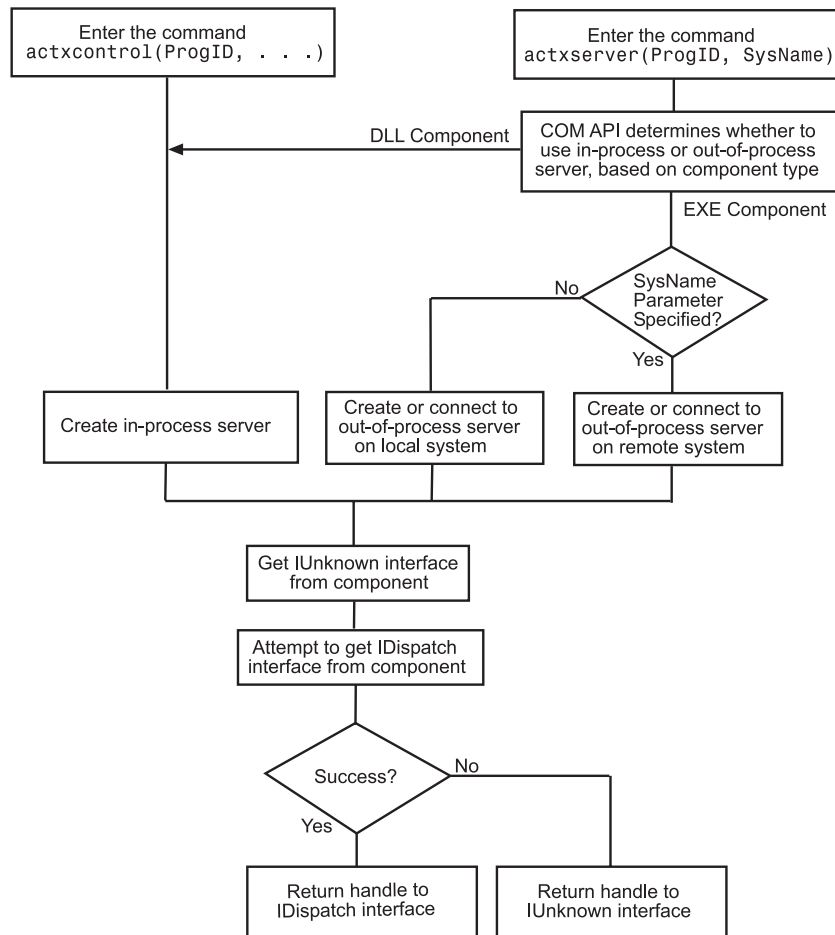 Enter the command
actxcontrol(ProgID, . . .)
Enter the command
actxserver(ProgID, SysName)
DLL Component
COM API determines whether to
use in-process or out-of-process
server, based on component type
EXE Component
No
SysName
Parameter
Specified?
Yes
Create in-process server
Create or connect to
out-of-process server
on local system
Create or connect to
out-of-process server
on remote system
Get IUnknown interface
from component
Attempt to get IDispatch
interface from component
Success?
No
Yes
Return handle to
IDispatch interface
Return handle to
IUnknown interface